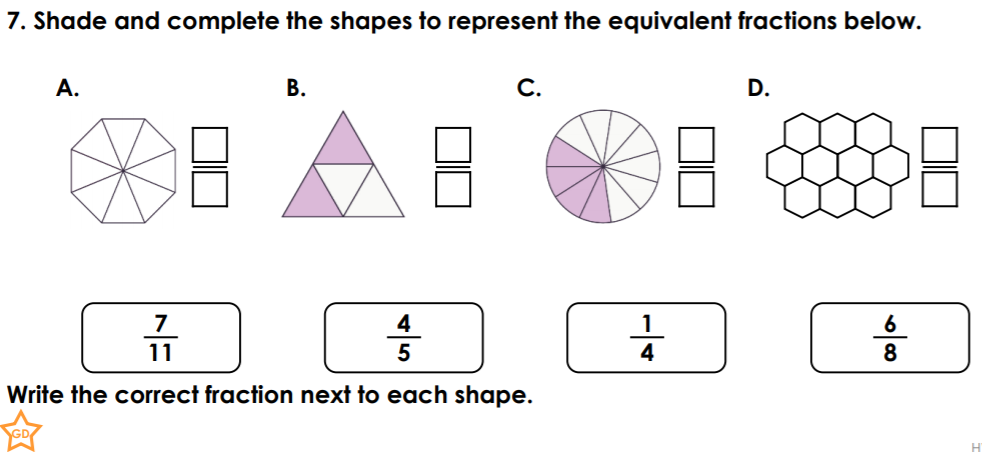 7. Shade and complete the shapes to represent the equivalent fractions below.
A. B. C. D.
7 4 1 6
11 5 4 8
Write the correct fraction next to each shape.
GD
H